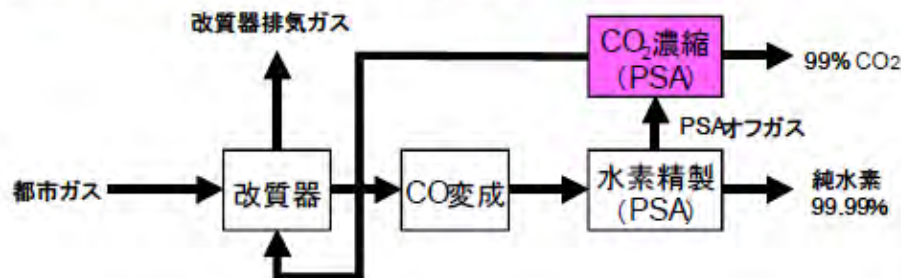 改質器排気ガス
CO2濃縮
(PSA)
99% CO2
PSAオフガス
都市ガス
改質器
CO変成
水素精製
(PSA)
純水素
99.99%